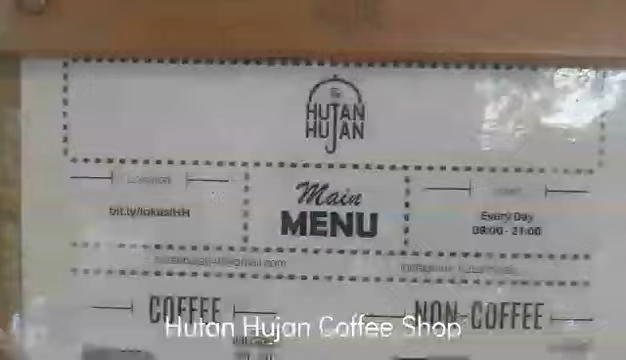 HUTAN
HUJAN
LOCATION
bit.ly/lokasiHH
Main
MENU
Every Day
09:00 - 21:00
COFFEE
NON-COFFEE
Hutan Hujan Coffee Shop